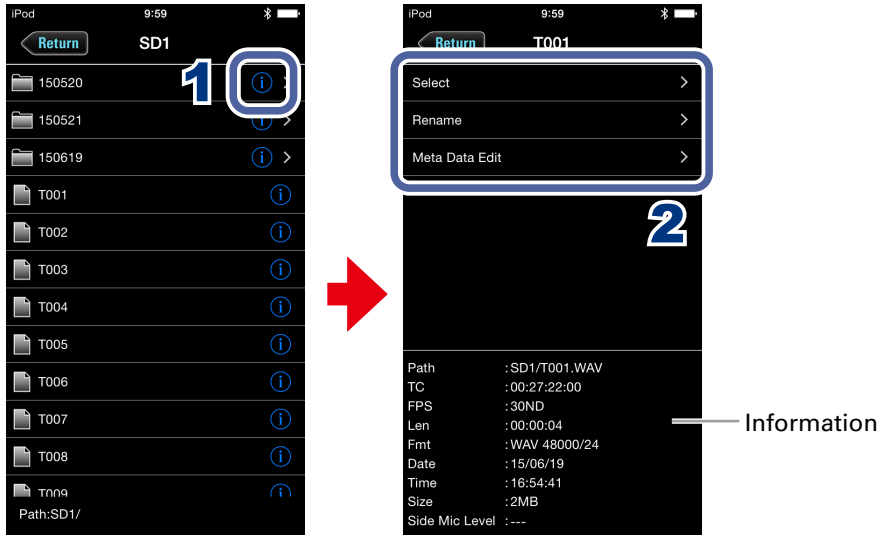 iPod 9:59
Return SD1
1
150520
150521
150619
T001
T002
T003
T004
T005
T006
T007
T008
T009
Path:SD1/
iPod 9:59
Return T001
Select
Rename
Meta Data Edit
2
Path :SD1/T001.WAV
TC :00:27:22:00
FPS :30ND
Len :00:00:04
Fmt :WAV 48000/24
Date :15/06/19
Time :16:54:41
Size :2MB
Side Mic Level :---
Information